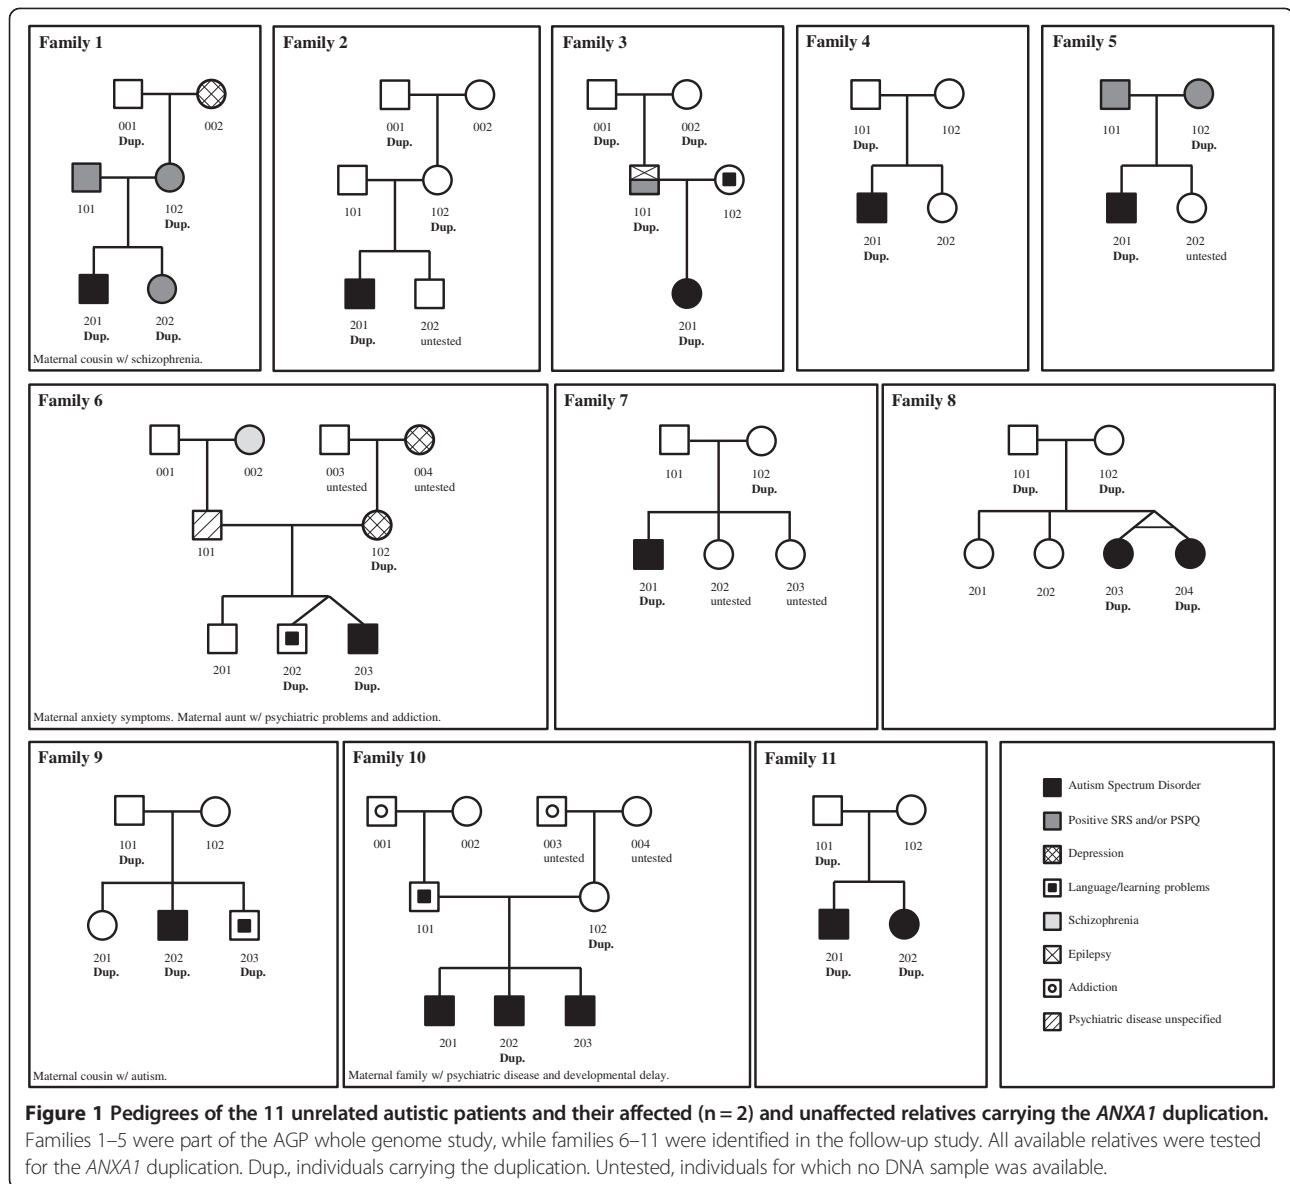 Family 1
001
Dup.
002
101
102
Dup.
201
Dup.
202
Dup.
Maternal cousin w/ schizophrenia.
Family 2
001
Dup.
002
101
102
Dup.
201
Dup.
202
untested
Family 3
001
Dup.
002
Dup.
101
Dup.
102
201
Dup.
Family 4
101
Dup.
102
201
Dup.
202
Family 5
101
102
Dup.
201
Dup.
202
untested
Family 6
001
002
003
untested
004
untested
101
102
Dup.
201
202
Dup.
203
Dup.
Maternal anxiety symptoms. Maternal aunt w/ psychiatric problems and addiction.
Family 7
101
102
Dup.
201
Dup.
202
untested
203
untested
Family 8
101
Dup.
102
Dup.
201
202
203
Dup.
204
Dup.
Family 9
101
Dup.
102
201
Dup.
202
Dup.
203
Dup.
Maternal cousin w/ autism.
Family 10
001
002
003
untested
004
untested
101
102
Dup.
201
202
Dup.
203
Maternal family w/ psychiatric disease and developmental delay.
Family 11
101
Dup.
102
201
Dup.
202
Dup.
Autism Spectrum Disorder
Positive SRS and/or PSPQ
Depression
Language/learning problems
Schizophrenia
Epilepsy
Addiction
Psychiatric disease unspecified
Figure 1 Pedigrees of the 11 unrelated autistic patients and their affected (n = 2) and unaffected relatives carrying the ANXA1 duplication.
Families 1–5 were part of the AGP whole genome study, while families 6–11 were identified in the follow-up study. All available relatives were tested
for the ANXA1 duplication. Dup., individuals carrying the duplication. Untested, individuals for which no DNA sample was available.